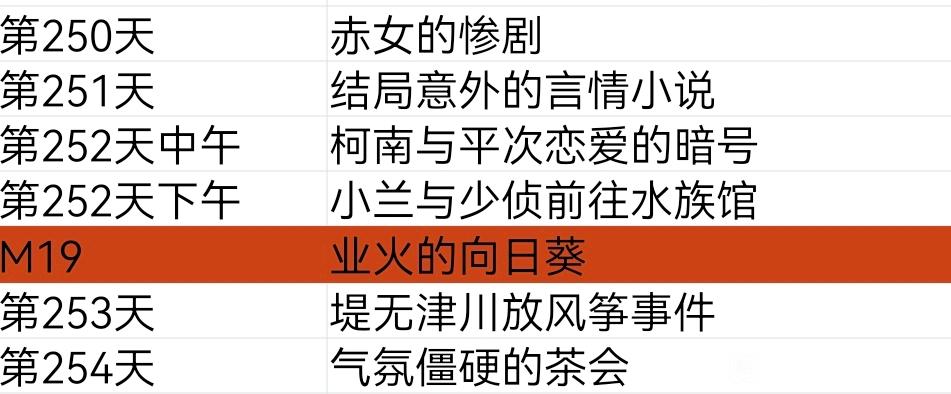 第250天 赤女的惨剧
第251天 结局意外的言情小说
第252天中午 柯南与平次恋爱的暗号
第252天下午 小兰与少侦前往水族馆
M19 业火的向日葵
第253天 堤无津川放风筝事件
第254天 气氛僵硬的茶会